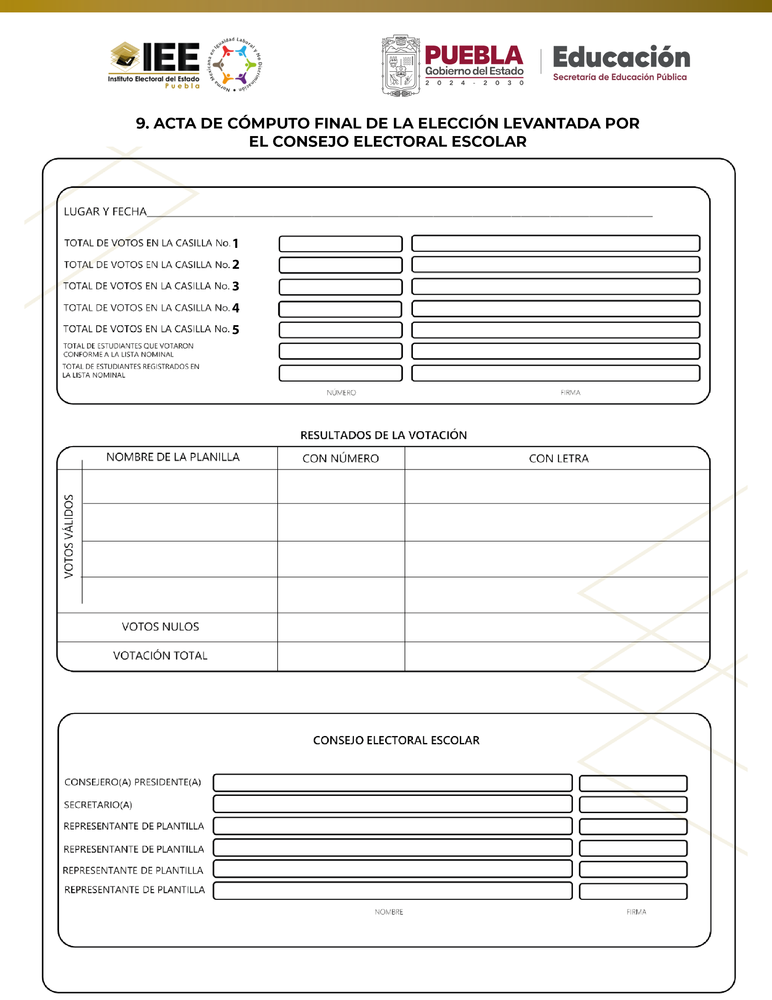 IEE
Instituto Electoral del Estado
Puebla
Norma Mexicana en Igualdad Laboral y No Discriminación •
PUEBLA
Gobierno del Estado
2024-2030
Educación
Secretaría de Educación Pública
9. ACTA DE CÓMPUTO FINAL DE LA ELECCIÓN LEVANTADA POR
EL CONSEJO ELECTORAL ESCOLAR
LUGAR Y FECHA
TOTAL DE VOTOS EN LA CASILLA No. 1
TOTAL DE VOTOS EN LA CASILLA No. 2
TOTAL DE VOTOS EN LA CASILLA No. 3
TOTAL DE VOTOS EN LA CASILLA No. 4
TOTAL DE VOTOS EN LA CASILLA No. 5
TOTAL DE ESTUDIANTES QUE VOTARON
CONFORME A LA LISTA NOMINAL
TOTAL DE ESTUDIANTES REGISTRADOS EN
LA LISTA NOMINAL
NÚMERO FIRMA
RESULTADOS DE LA VOTACIÓN
NOMBRE DE LA PLANILLA CON NÚMERO CON LETRA
VOTOS VÁLIDOS
VOTOS NULOS
VOTACIÓN TOTAL
CONSEJO ELECTORAL ESCOLAR
CONSEJERO(A) PRESIDENTE(A)
SECRETARIO(A)
REPRESENTANTE DE PLANTILLA
REPRESENTANTE DE PLANTILLA
REPRESENTANTE DE PLANTILLA
REPRESENTANTE DE PLANTILLA
NOMBRE FIRMA